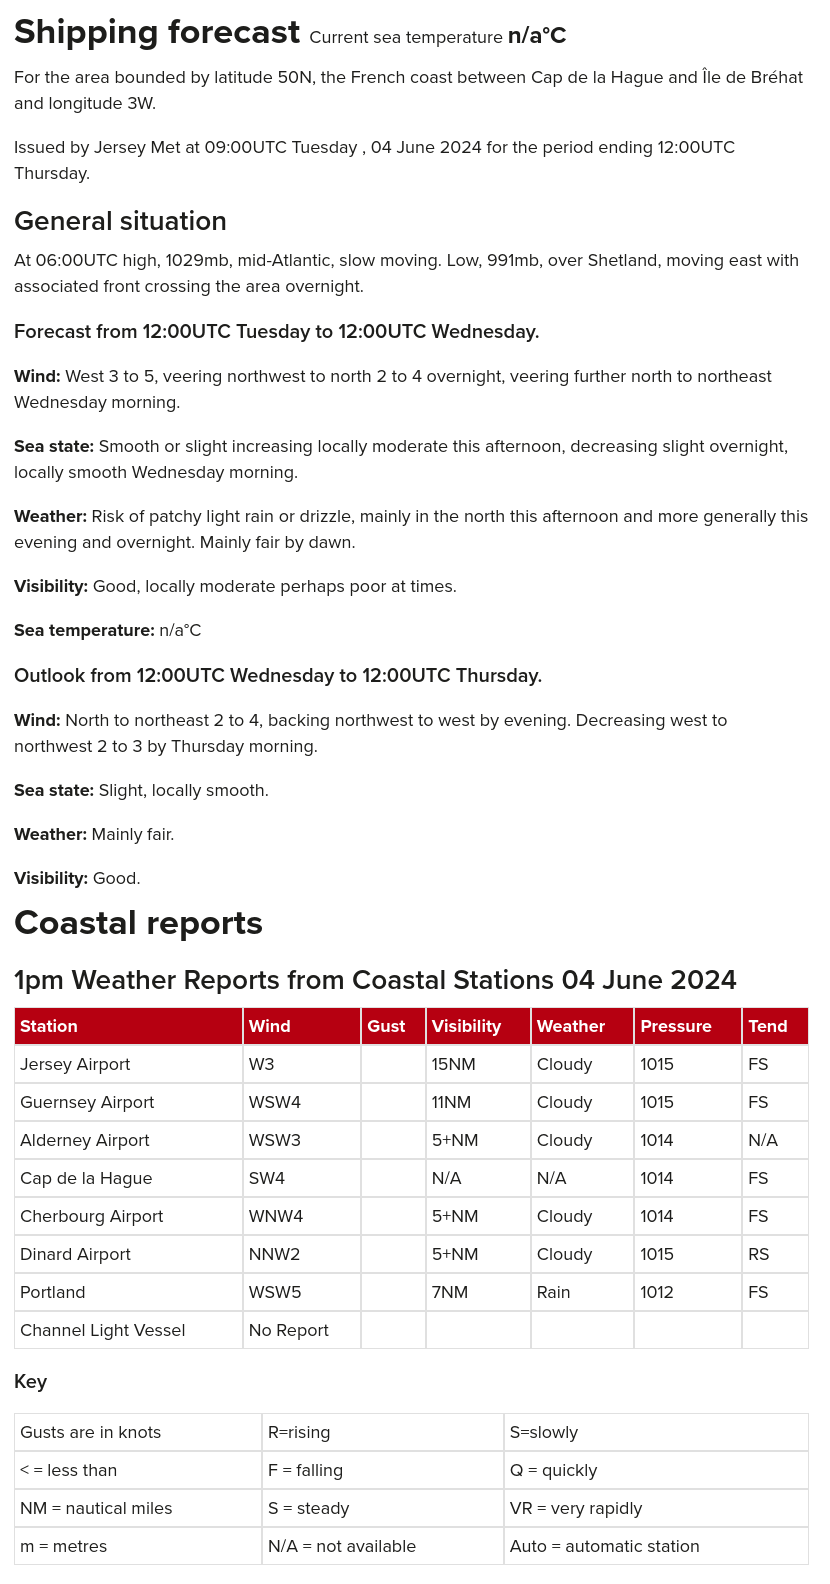 Shipping forecast Current sea temperature n/a°C
For the area bounded by latitude 50N, the French coast between Cap de la Hague and Île de Bréhat
and longitude 3W.
Issued by Jersey Met at 09:00UTC Tuesday , 04 June 2024 for the period ending 12:00UTC
Thursday.
General situation
At 06:00UTC high, 1029mb, mid-Atlantic, slow moving. Low, 991mb, over Shetland, moving east with
associated front crossing the area overnight.
Forecast from 12:00UTC Tuesday to 12:00UTC Wednesday.
Wind: West 3 to 5, veering northwest to north 2 to 4 overnight, veering further north to northeast
Wednesday morning.
Sea state: Smooth or slight increasing locally moderate this afternoon, decreasing slight overnight,
locally smooth Wednesday morning.
Weather: Risk of patchy light rain or drizzle, mainly in the north this afternoon and more generally this
evening and overnight. Mainly fair by dawn.
Visibility: Good, locally moderate perhaps poor at times.
Sea temperature: n/a°C
Outlook from 12:00UTC Wednesday to 12:00UTC Thursday.
Wind: North to northeast 2 to 4, backing northwest to west by evening. Decreasing west to
northwest 2 to 3 by Thursday morning.
Sea state: Slight, locally smooth.
Weather: Mainly fair.
Visibility: Good.
Coastal reports
1pm Weather Reports from Coastal Stations 04 June 2024
Station Wind Gust Visibility Weather Pressure Tend
Jersey Airport W3 15NM Cloudy 1015 FS
Guernsey Airport WSW4 11NM Cloudy 1015 FS
Alderney Airport WSW3 5+NM Cloudy 1014 N/A
Cap de la Hague SW4 N/A N/A 1014 FS
Cherbourg Airport WNW4 5+NM Cloudy 1014 FS
Dinard Airport NNW2 5+NM Cloudy 1015 RS
Portland WSW5 7NM Rain 1012 FS
Channel Light Vessel No Report
Key
Gusts are in knots R=rising S=slowly
< = less than F = falling Q = quickly
NM = nautical miles S = steady VR = very rapidly
m = metres N/A = not available Auto = automatic station